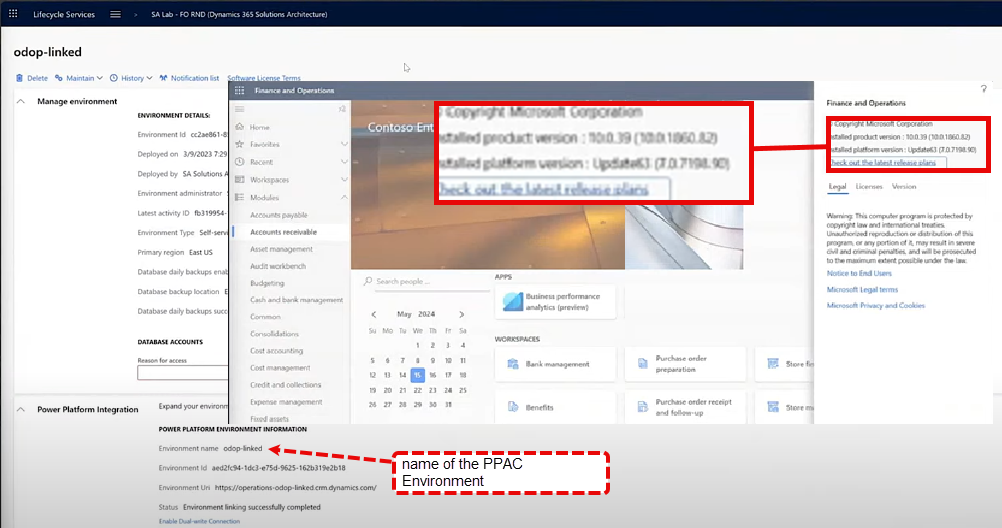 Lifecycle Services
SA Lab - FO RND (Dynamics 365 Solutions Architecture)
odop-linked
Delete
Maintain
History
Notification list
Software License Terms
Manage environment
ENVIRONMENT DETAILS:
Environment Id cc2ae861-8
Deployed on 3/9/2023 7:2
Deployed by SA Solutions A
Environment administrator
Latest activity ID fb319954-
Environment Type Self-serv
Primary region East US
Database daily backups enab
Database daily backup location E
Database daily backups succ
DATABASE ACCOUNTS
Reason for access
Power Platform Integration
Expand your environm
POWER PLATFORM ENVIRONMENT INFORMATION
Environment name odop-linked
Environment Id aed2fc94-1dc3-e75d-9625-162b319e2b18
Environment Uri https://operations-odop-linked.crm.dynamics.com/
Status Environment linking successfully completed
Enable Dual-write Connection
name of the PPAC
Environment
Finance and Operations
Home
Favorites
Recent
Workspaces
Modules
Accounts payable
Accounts receivable
Asset management
Audit workbench
Budgeting
Cash and bank management
Common
Consolidations
Cost accounting
Cost management
Credit and collections
Expense management
Fixed assets
Contoso Ent
Copyright Microsoft Corporation
stalled product version : 10.0.39 (10.0.1860.82)
stalled platform version : Update63 (7.0.7198.90)
heck out the latest release plans
Search people ...
May 2024
Su Mo Tu We Th Fr Sa
1 2 3 4
5 6 7 8 9 10 11
12 13 14 15 16 17 18
19 20 21 22 23 24 25
26 27 28 29 30 31
APPS
Business performance
analytics (preview)
WORKSPACES
Bank management
Purchase order
preparation
Store fi
Benefits
Purchase order receipt
and follow-up
Store m
?
Finance and Operations
Copyright Microsoft Corporation
stalled product version : 10.0.39 (10.0.1860.82)
stalled platform version : Update63 (7.0.7198.90)
heck out the latest release plans
Legal Licenses Version
Warning: This computer program is protected by
copyright law and international treaties.
Unauthorized reproduction or distribution of this
program, or any portion of it, may result in severe
civil and criminal penalties, and will be prosecuted
to the maximum extent possible under the law.
Notice to End Users
Microsoft Legal terms
Microsoft Privacy and Cookies